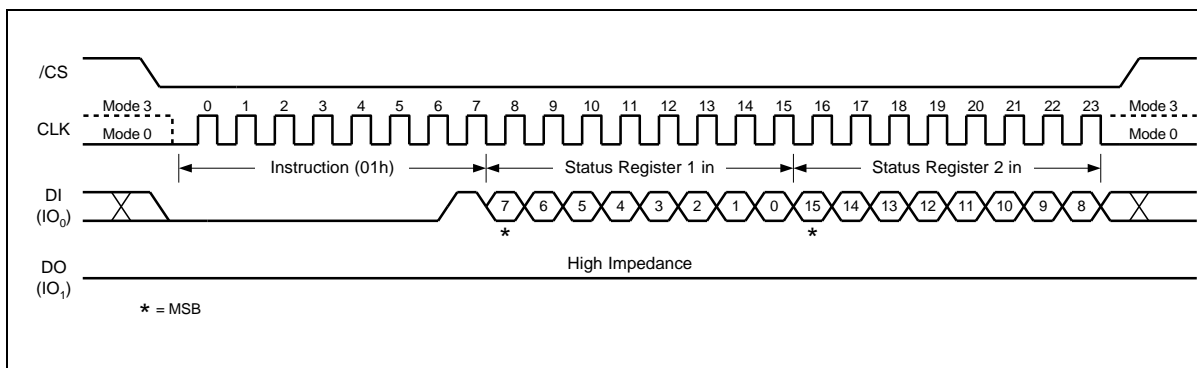 /CS
Mode 3 0 1 2 3 4 5 6 7 8 9 10 11 12 13 14 15 16 17 18 19 20 21 22 23 Mode 3
CLK Mode 0 Mode 0
Instruction (01h) Status Register 1 in Status Register 2 in
DI
(IO0) 7 6 5 4 3 2 1 0 15 14 13 12 11 10 9 8
* *
High Impedance
DO
(IO1)
* = MSB